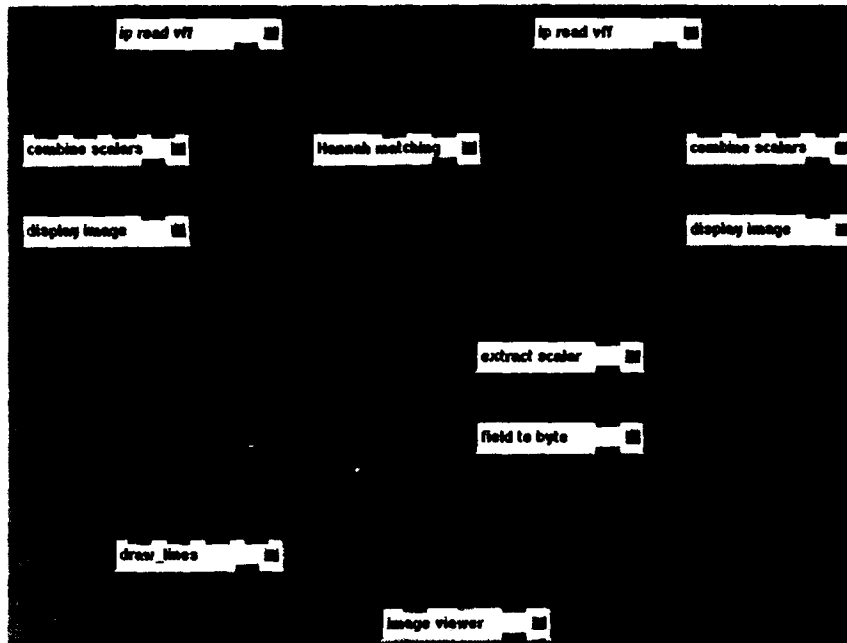 ip read vff
ip read vff
combine scalars
Hannah matching
combine scalars
display image
display image
extract scalar
field to byte
draw_lines
image viewer